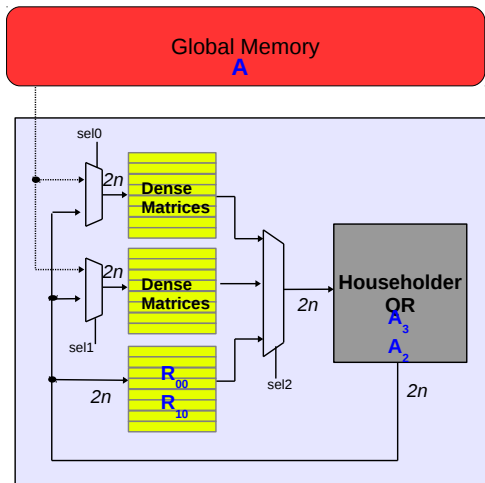 Global Memory
A
sel0
2n
Dense
Matrices
2n
Dense
Matrices
sel1
2n
R00
R10
sel2
2n
Householder
QR
A3
A2
2n